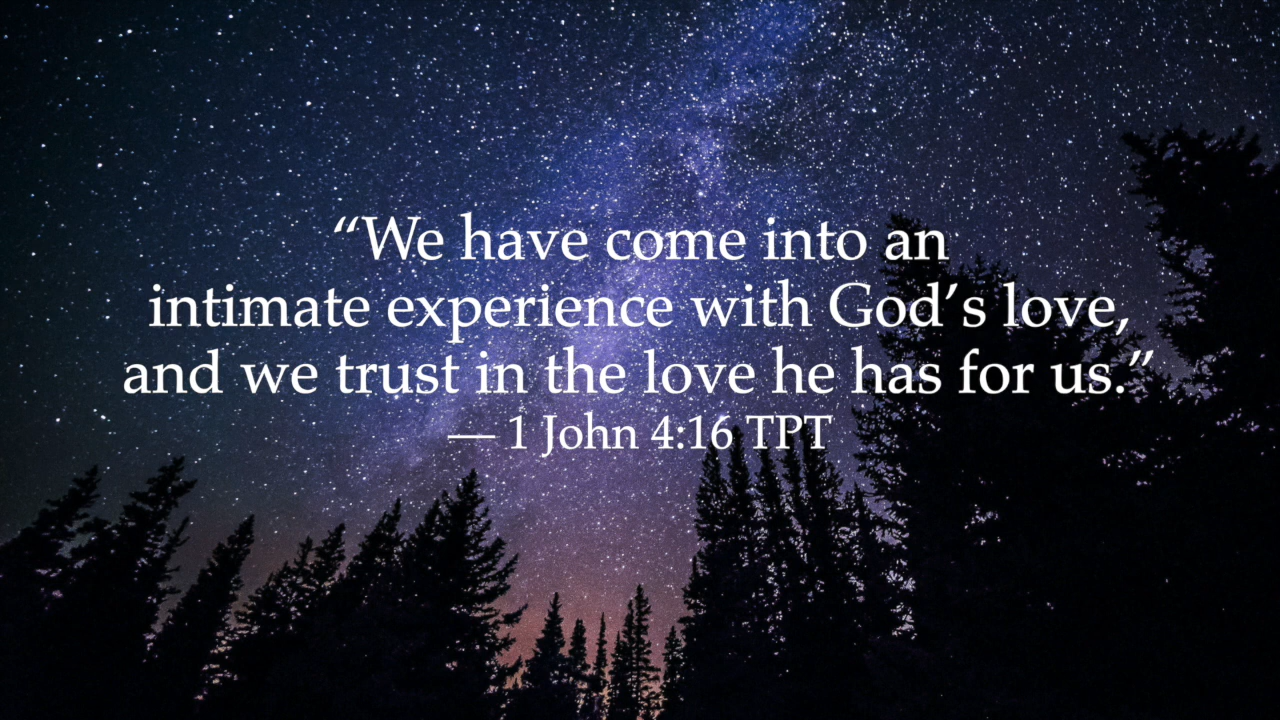 “We have come into an
intimate experience with God’s love,
and we trust in the love he has for us.”
— 1 John 4:16 TPT